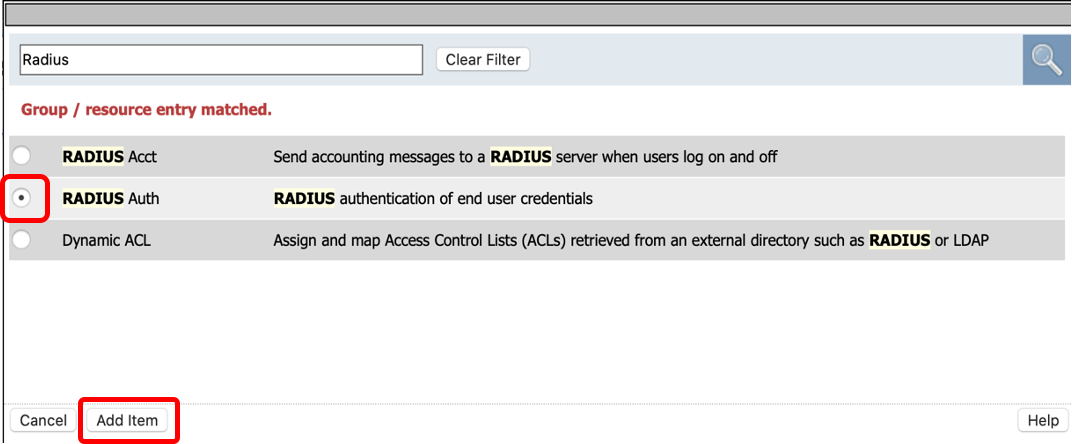 Radius
Clear Filter
Group / resource entry matched.
RADIUS Acct Send accounting messages to a RADIUS server when users log on and off
RADIUS Auth RADIUS authentication of end user credentials
Dynamic ACL Assign and map Access Control Lists (ACLs) retrieved from an external directory such as RADIUS or LDAP
Cancel Add Item Help